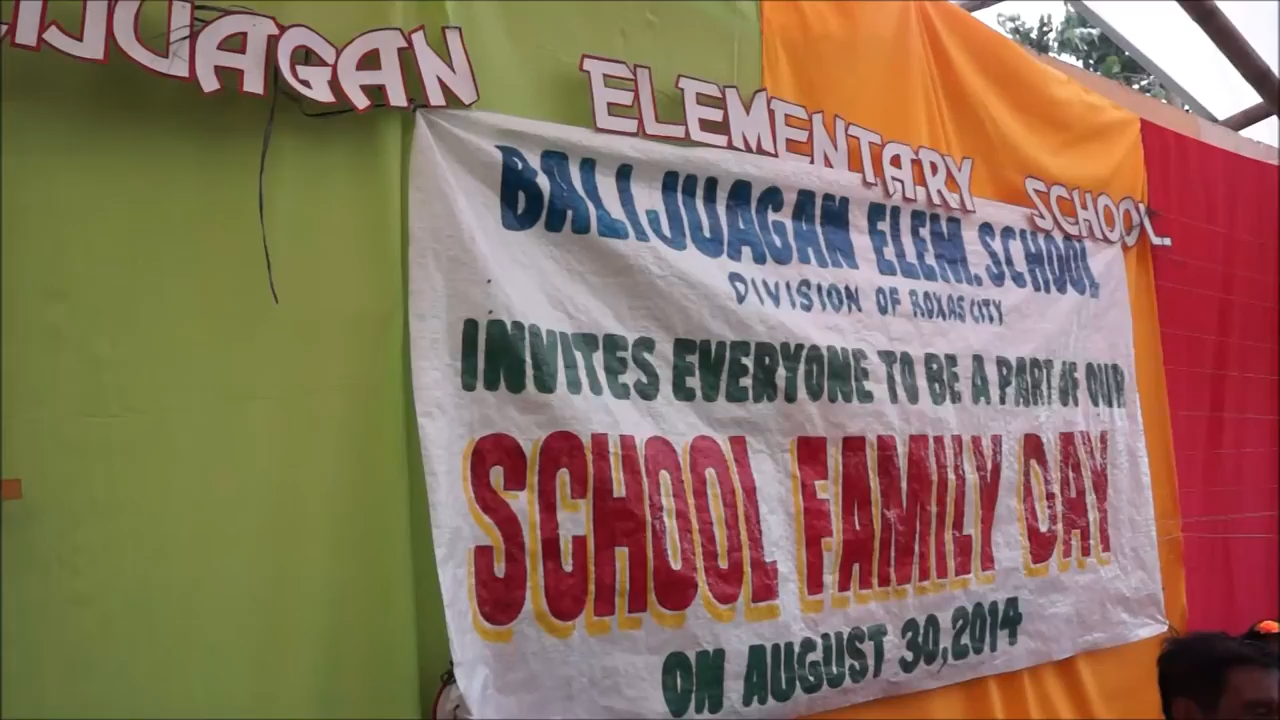 IJUAGAN ELEMENTARY SCHOOL
BALIJUAGAN ELEM. SCHOOL
DIVISION OF ROXAS CITY
INVITES EVERYONE TO BE A PART OF OUR
SCHOOL FAMILY DAY
ON AUGUST 30, 2014